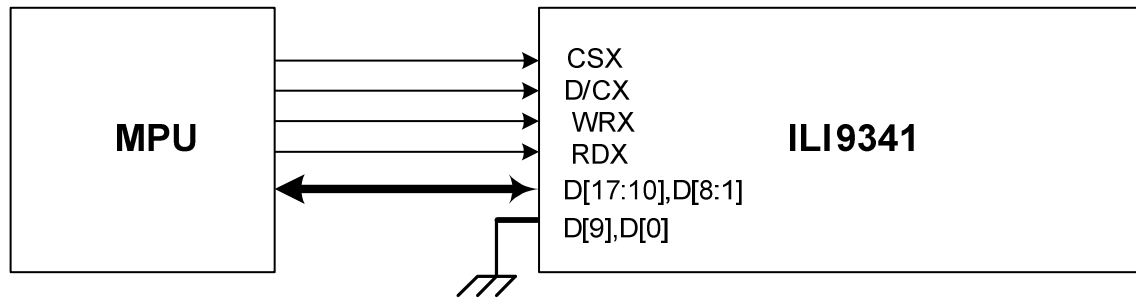 MPU
CSX
D/CX
WRX
RDX
D[17:10],D[8:1]
D[9],D[0]
ILI9341